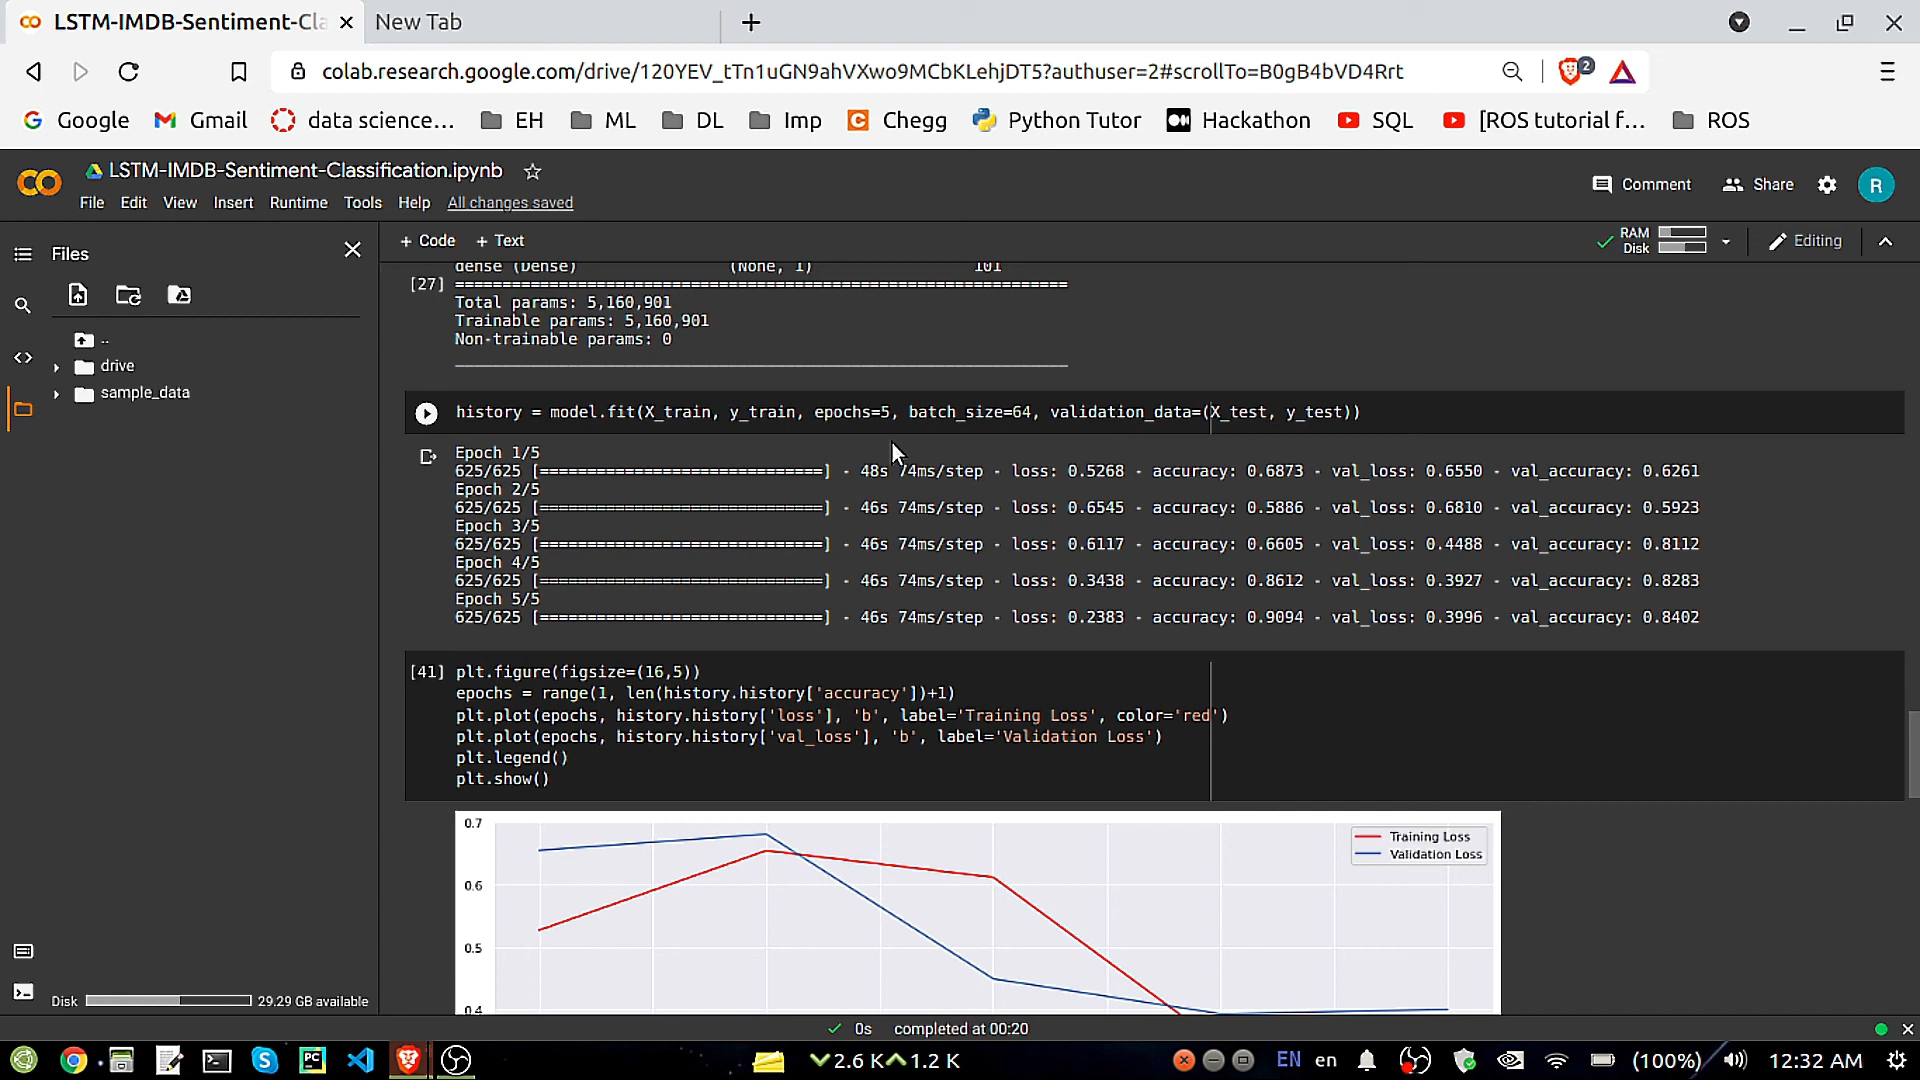 LSTM-IMDB-Sentiment-Cla
New Tab
colab.research.google.com/drive/120YEV_tTn1uGN9ahVXwo9MCbKLehjDT5?authuser=2#scrollTo=B0gB4bVD4Rrt
2
Google Gmail data science... EH ML DL Imp Chegg Python Tutor Hackathon SQL [ROS tutorial f... ROS
LSTM-IMDB-Sentiment-Classification.ipynb
Comment Share R
File Edit View Insert Runtime Tools Help All changes saved
Files
+ Code + Text
RAM
Disk
Editing
..
drive
sample_data
dense (Dense) (None, 1) 101
[27] =================================================================
Total params: 5,160,901
Trainable params: 5,160,901
Non-trainable params: 0
_________________________________________________________________
history = model.fit(X_train, y_train, epochs=5, batch_size=64, validation_data=(X_test, y_test))
Epoch 1/5
625/625 [==============================] - 48s 74ms/step - loss: 0.5268 - accuracy: 0.6873 - val_loss: 0.6550 - val_accuracy: 0.6261
Epoch 2/5
625/625 [==============================] - 46s 74ms/step - loss: 0.6545 - accuracy: 0.5886 - val_loss: 0.6810 - val_accuracy: 0.5923
Epoch 3/5
625/625 [==============================] - 46s 74ms/step - loss: 0.6117 - accuracy: 0.6605 - val_loss: 0.4488 - val_accuracy: 0.8112
Epoch 4/5
625/625 [==============================] - 46s 74ms/step - loss: 0.3438 - accuracy: 0.8612 - val_loss: 0.3927 - val_accuracy: 0.8283
Epoch 5/5
625/625 [==============================] - 46s 74ms/step - loss: 0.2383 - accuracy: 0.9094 - val_loss: 0.3996 - val_accuracy: 0.8402
[41] plt.figure(figsize=(16,5))
epochs = range(1, len(history.history['accuracy'])+1)
plt.plot(epochs, history.history['loss'], 'b', label='Training Loss', color='red')
plt.plot(epochs, history.history['val_loss'], 'b', label='Validation Loss')
plt.legend()
plt.show()
0.7
Training Loss
Validation Loss
0.6
0.5
0.4
Disk 29.29 GB available
0s completed at 00:20
2.6 K 1.2 K
EN en (100%) 12:32 AM